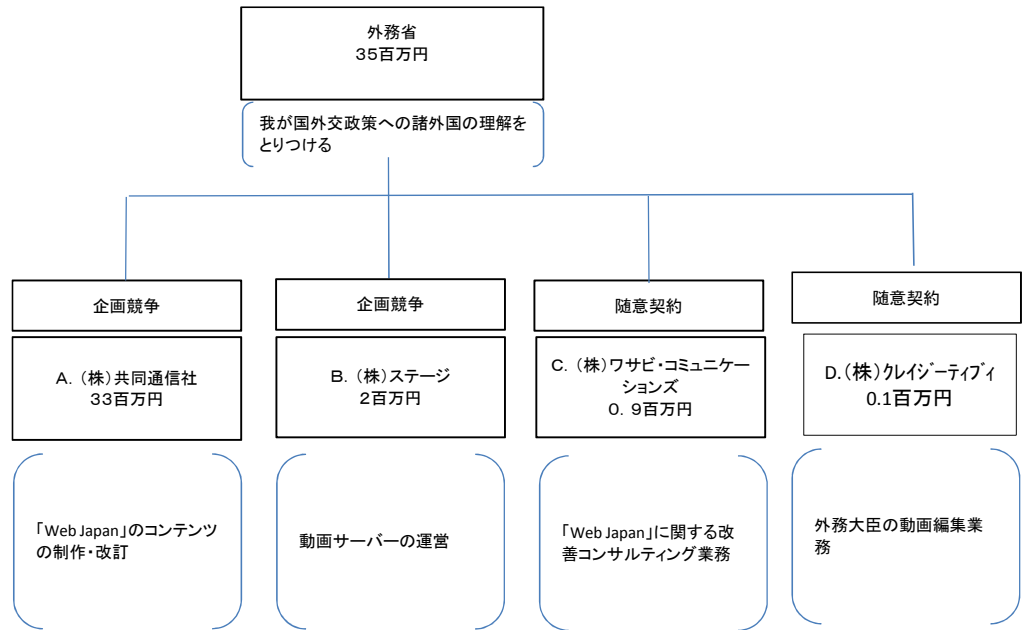 外務省
35百万円
我が国外交政策への諸外国の理解を
とりつける
企画競争
A.（株）共同通信社
33百万円
「Web Japan」のコンテンツ
の制作・改訂
企画競争
B.（株）ステージ
2百万円
動画サーバーの運営
随意契約
C.（株）ワサビ・コミュニケー
ションズ
0．9百万円
「Web Japan」に関する改
善コンサルティング業務
随意契約
D.（株）ｸﾚｲｼﾞｰﾃｨﾌﾞｨ
0.1百万円
外務大臣の動画編集業
務